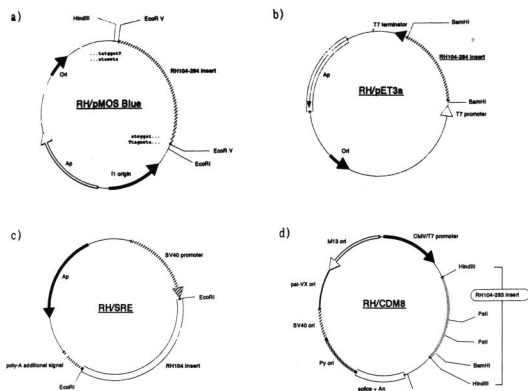 a)
HindIII
EcoR V
...tatggatT
...atacota
Ori
RH104-284 insert
RH/pMOS Blue
atcggat...
Ttagccta...
EcoR V
EcoRI
Ap
f1 origin
b)
T7 terminator
BamHI
Ap
RH104-284 insert
RH/pET3a
BamHI
T7 promoter
Ori
c)
SV40 promoter
Ap
EcoRI
RH/SRE
poly-A additional signal
RH104 insert
EcoRI
d)
M13 ori
CMV/T7 promoter
HindIII
pai-VX ori
RH/CDM8
RH104-283 insert
PstI
SV40 ori
PstI
Py ori
BamHI
HindIII
splice + An